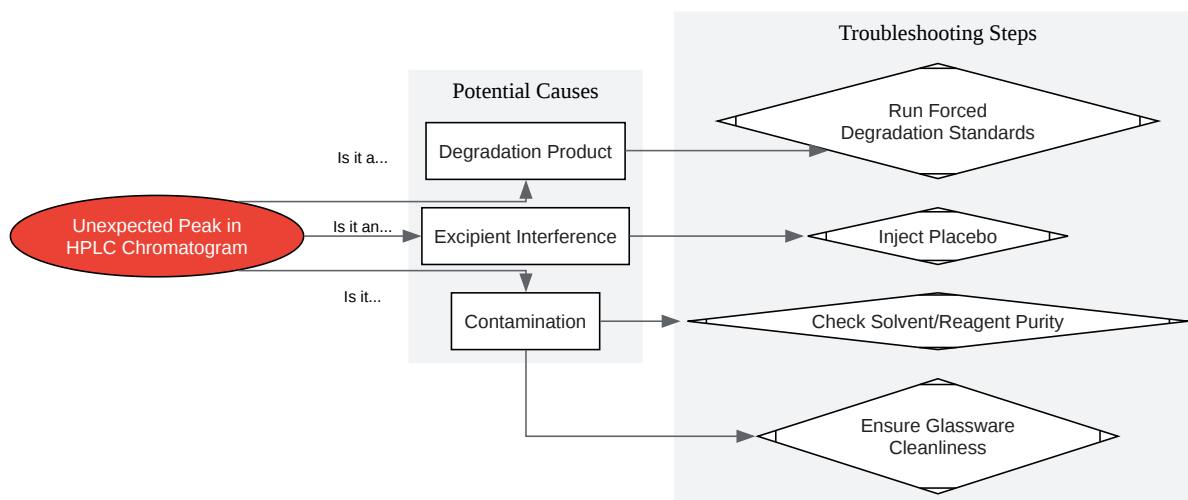 Troubleshooting Steps
Potential Causes
Run Forced
Degradation Standards
Is it a...
Degradation Product
Unexpected Peak in
HPLC Chromatogram
Is it an...
Excipient Interference
Inject Placebo
Is it...
Contamination
Check Solvent/Reagent Purity
Ensure Glassware
Cleanliness